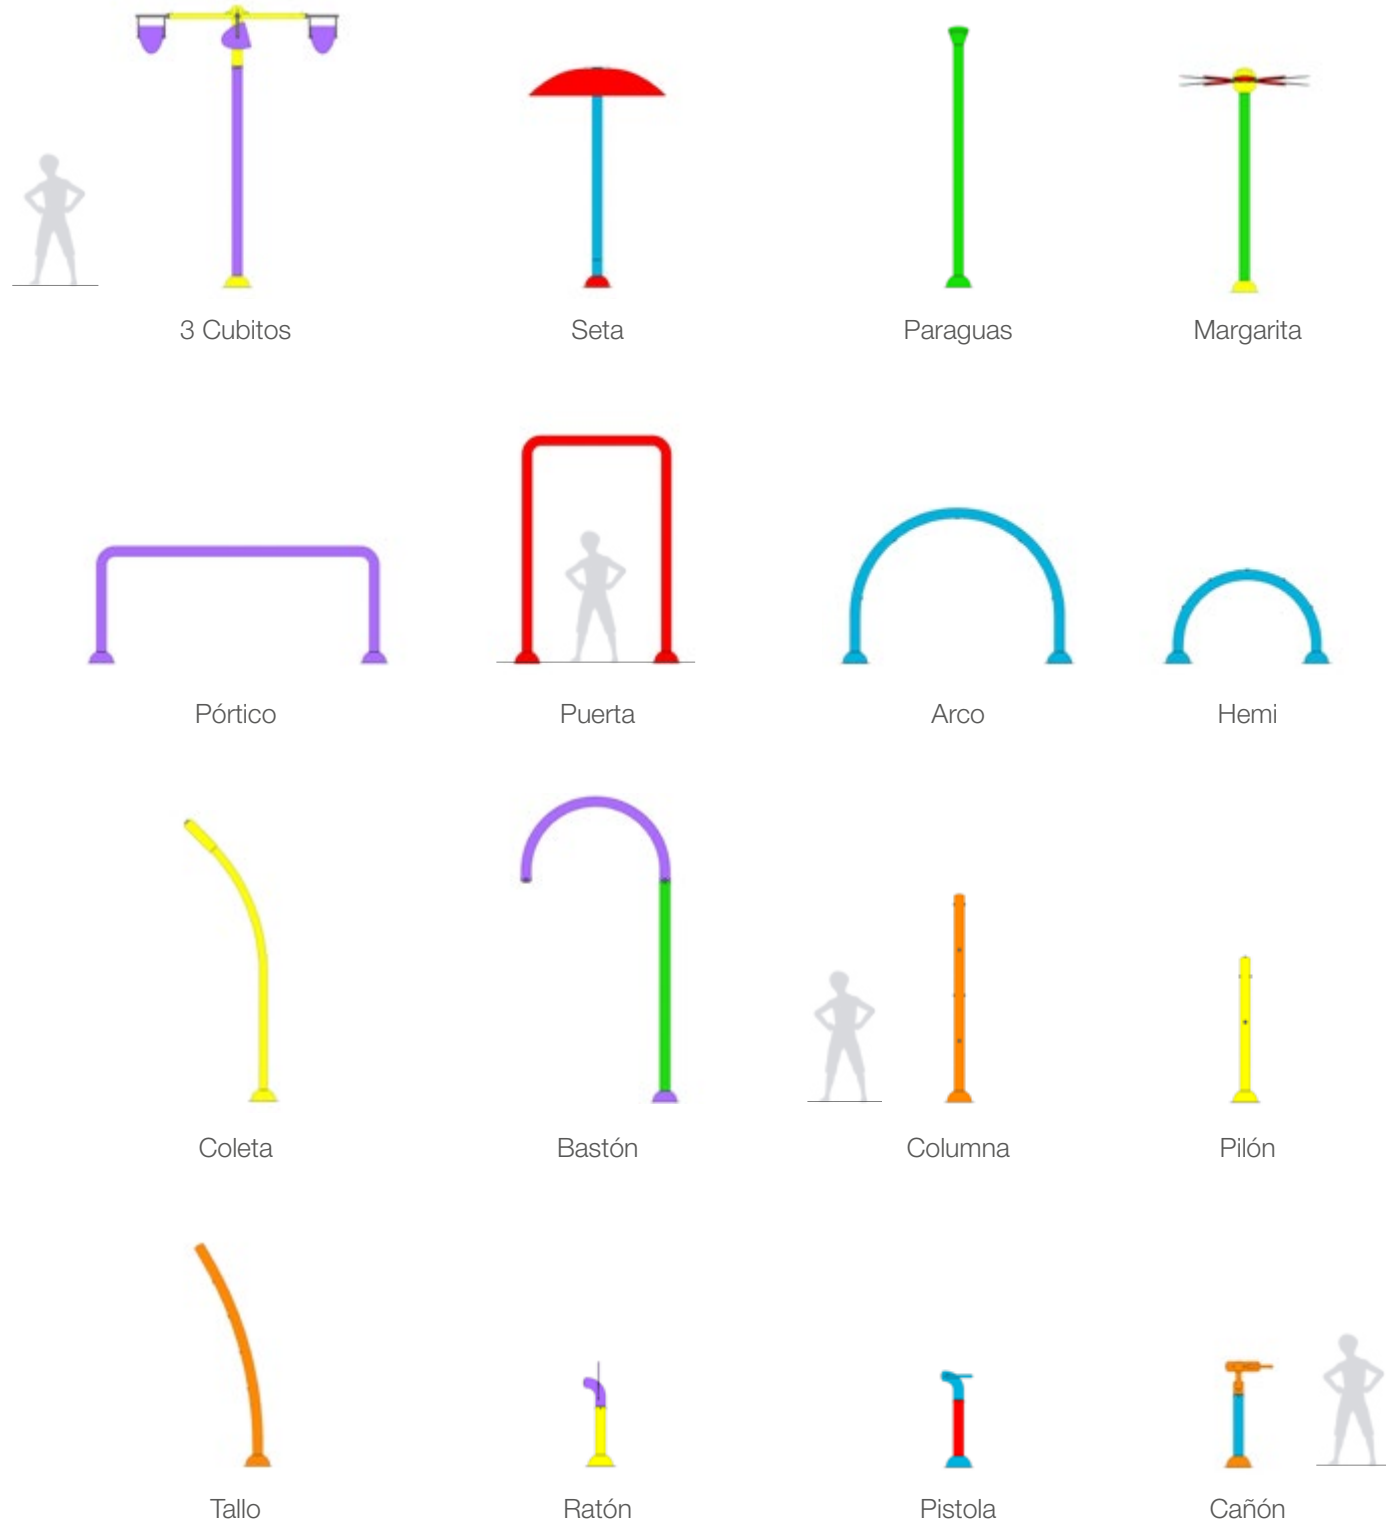 3 Cubitos
Seta
Paraguas
Margarita
Pórtico
Puerta
Arco
Hemi
Coleta
Bastón
Columna
Pilón
Tallo
Ratón
Pistola
Cañón